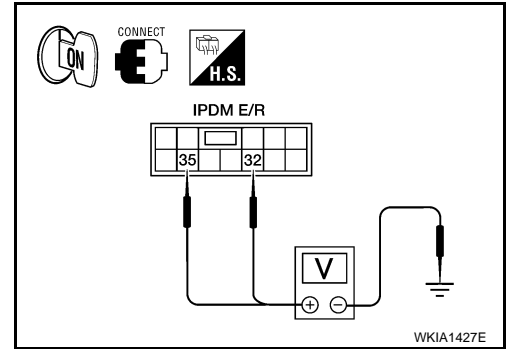 ON
CONNECT
H.S.
IPDM E/R
35 32
V
+ −
WKIA1427E